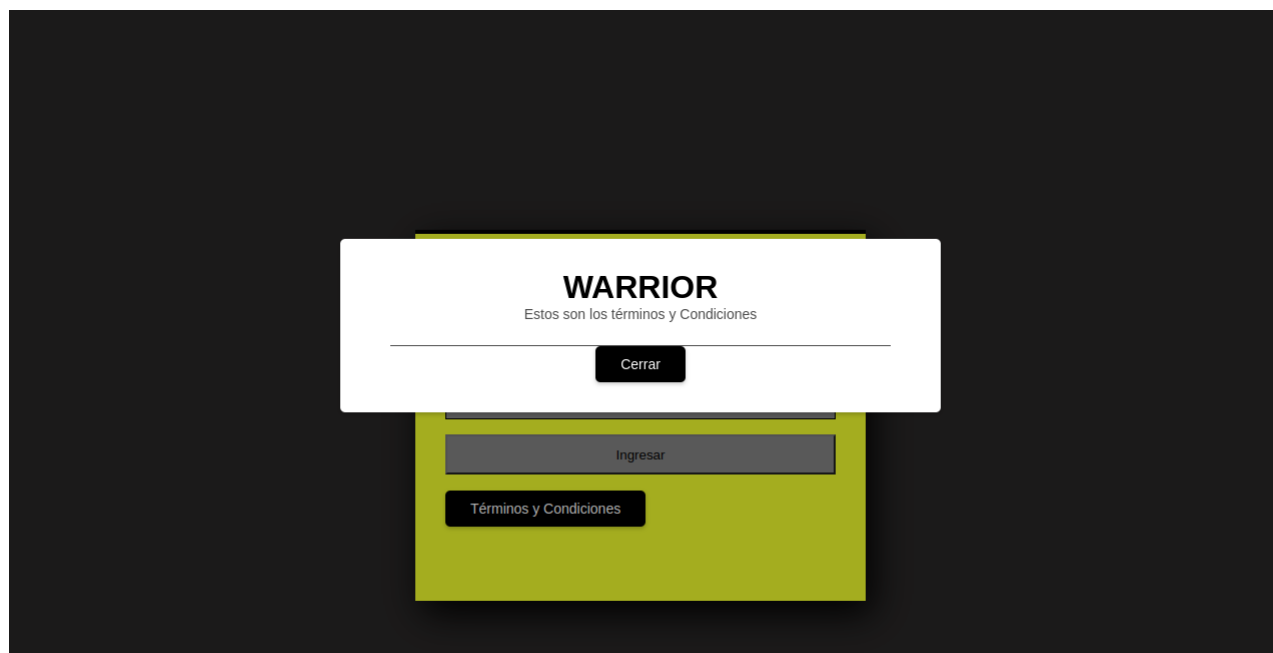 WARRIOR
Estos son los términos y Condiciones
Cerrar
Ingresar
Términos y Condiciones